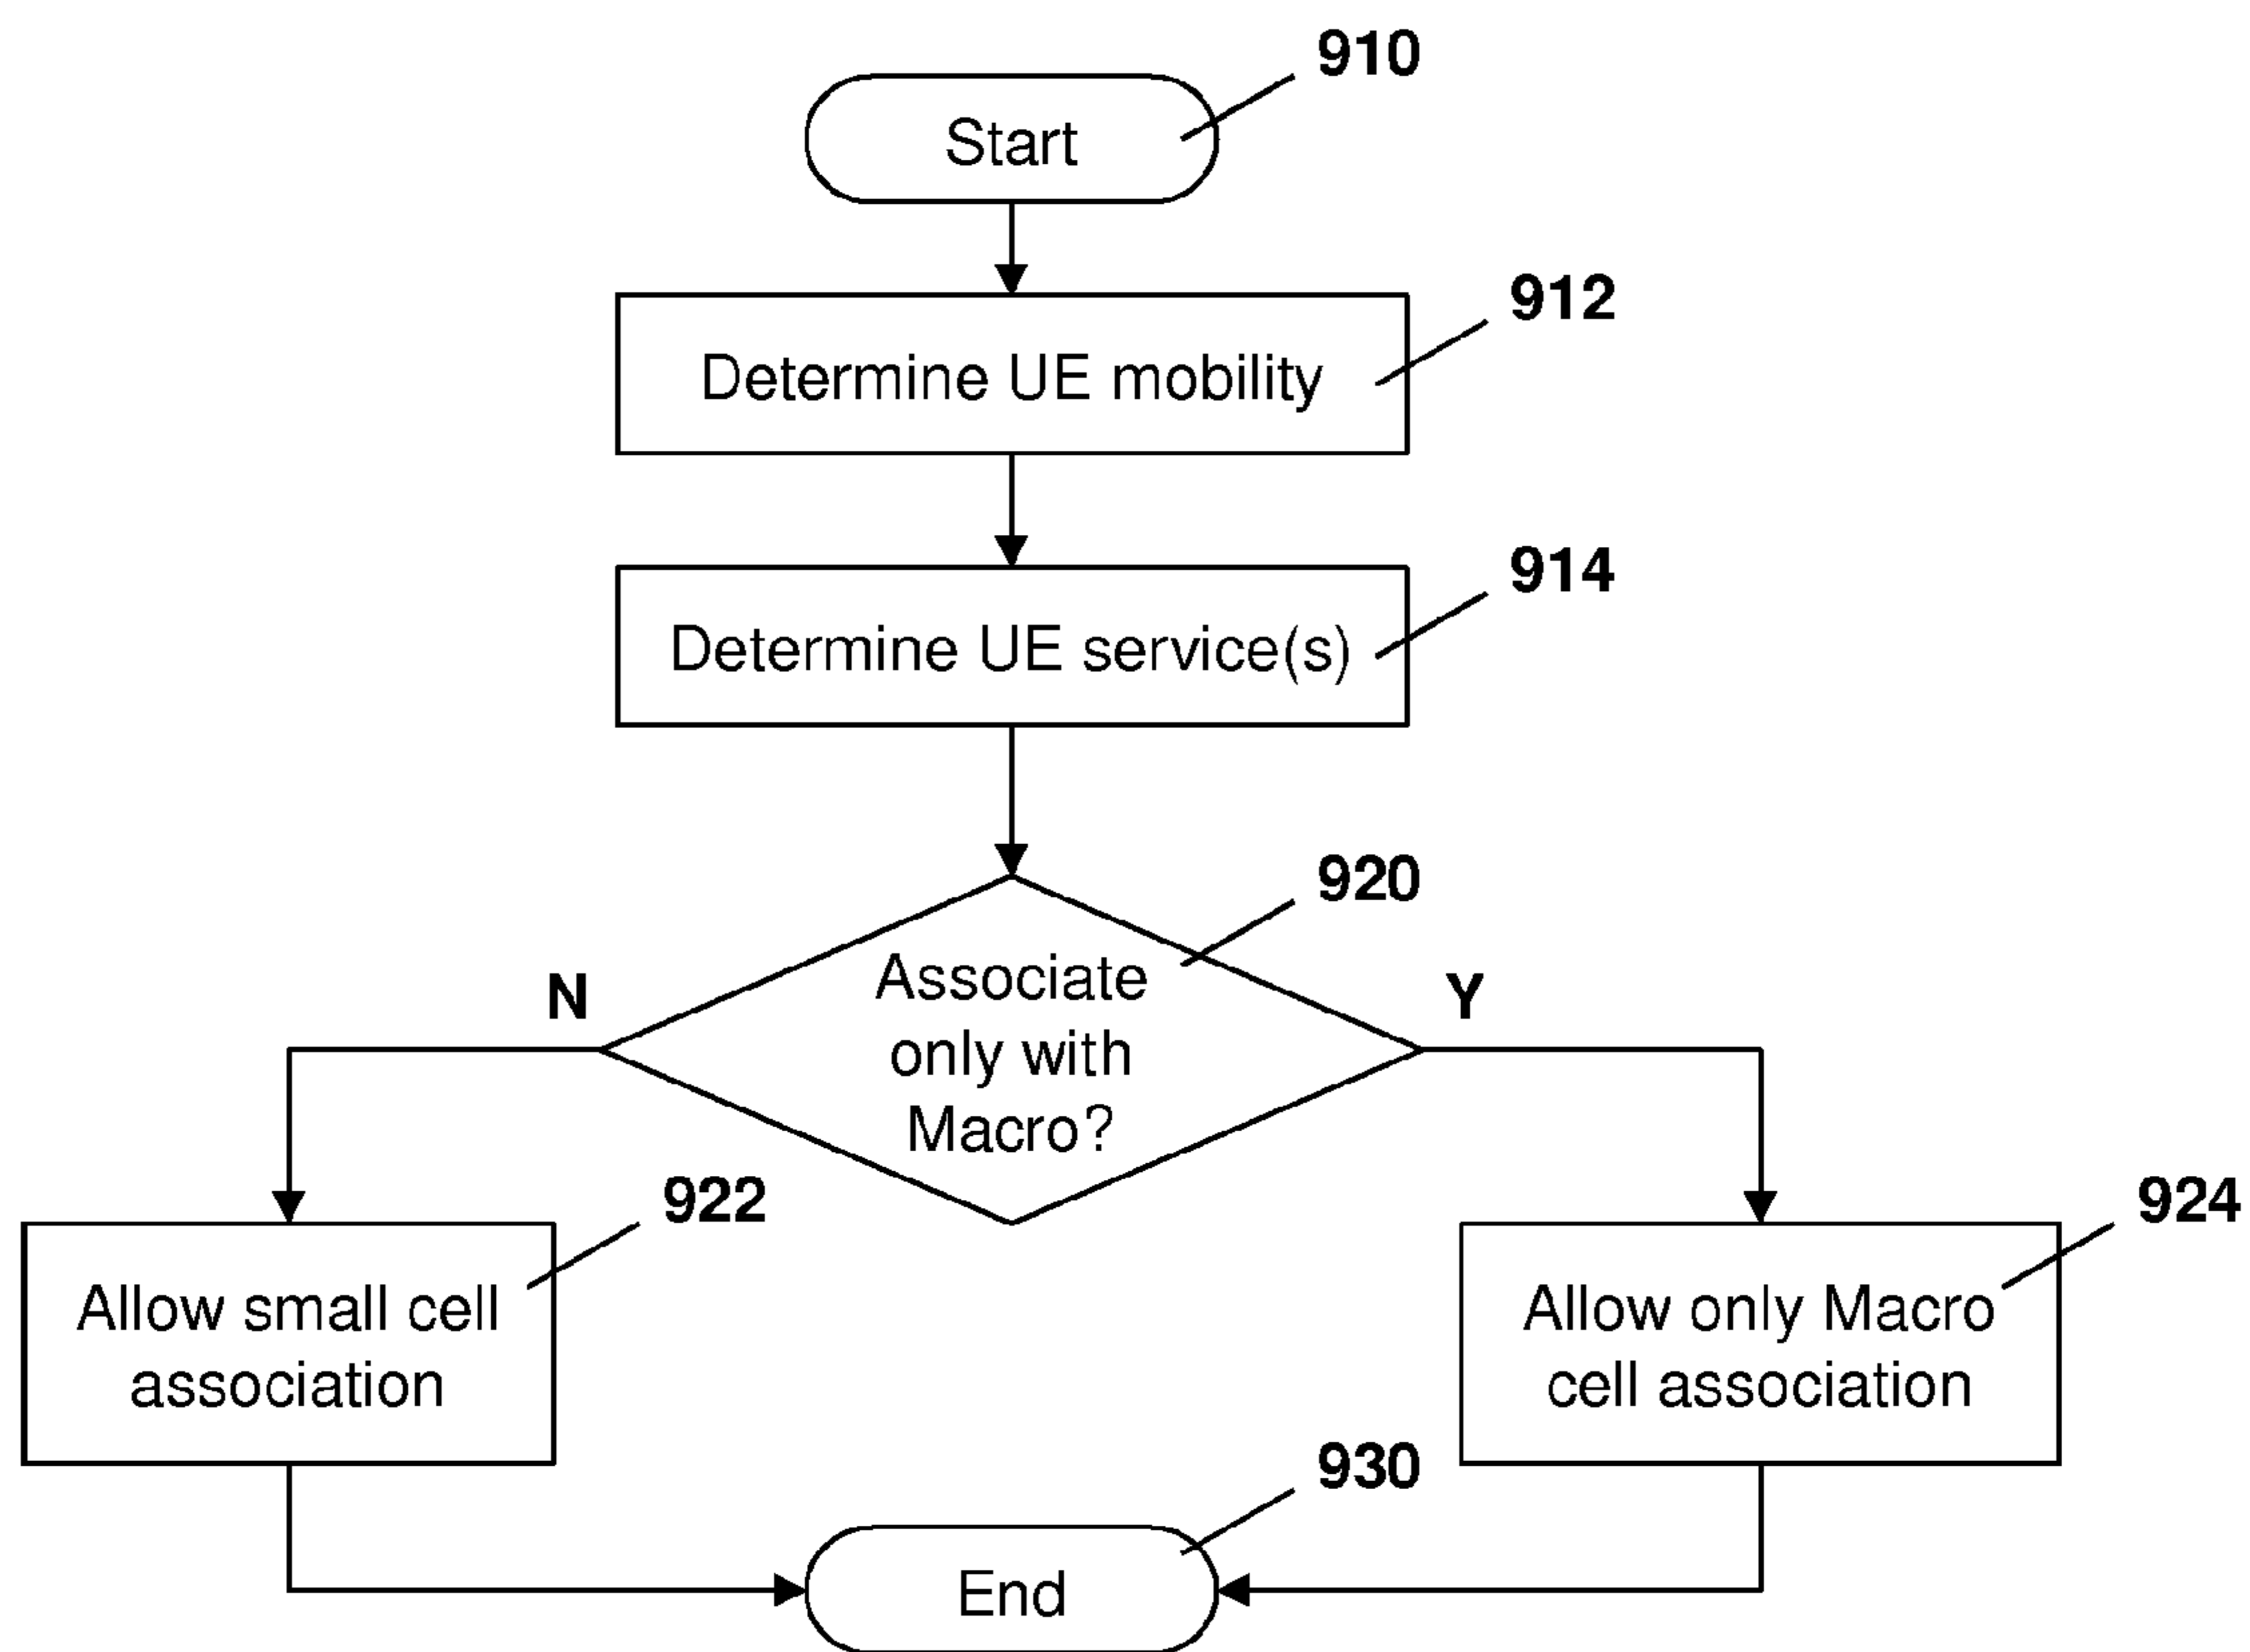 910
Start
912
Determine UE mobility
914
Determine UE service(s)
920
Associate
only with
Macro?
N
Y
922
Allow small cell
association
924
Allow only Macro
cell association
930
End